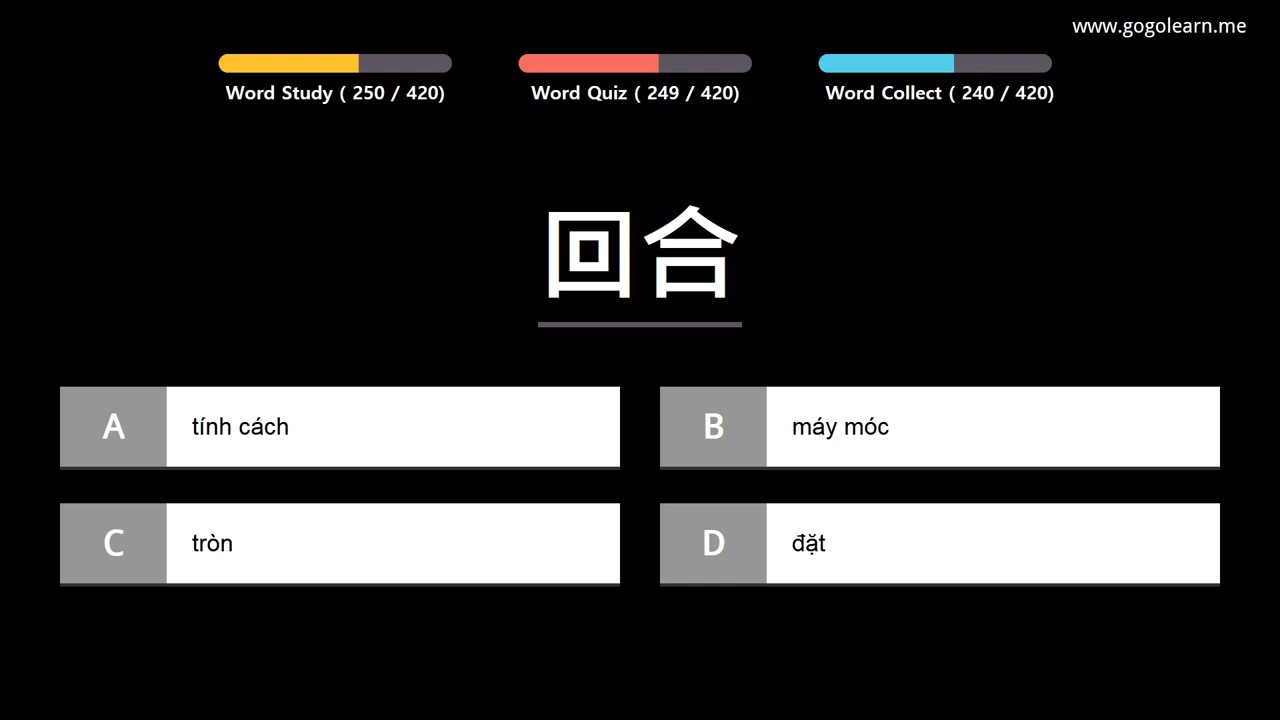 www.gogolearn.me
Word Study ( 250 / 420)
Word Quiz ( 249 / 420)
Word Collect ( 240 / 420)
回合
A tính cách
B máy móc
C tròn
D đặt